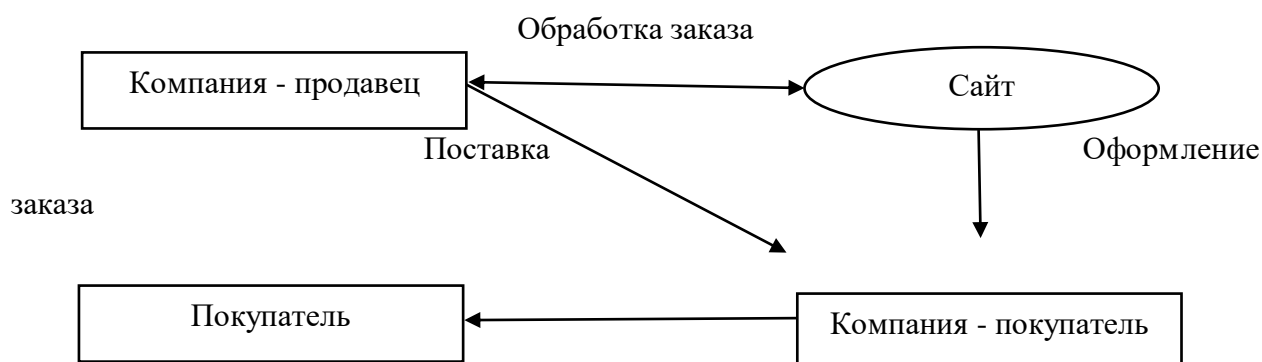 Обработка заказа
Компания - продавец
Сайт
Поставка
Оформление
заказа
Покупатель
Компания - покупатель